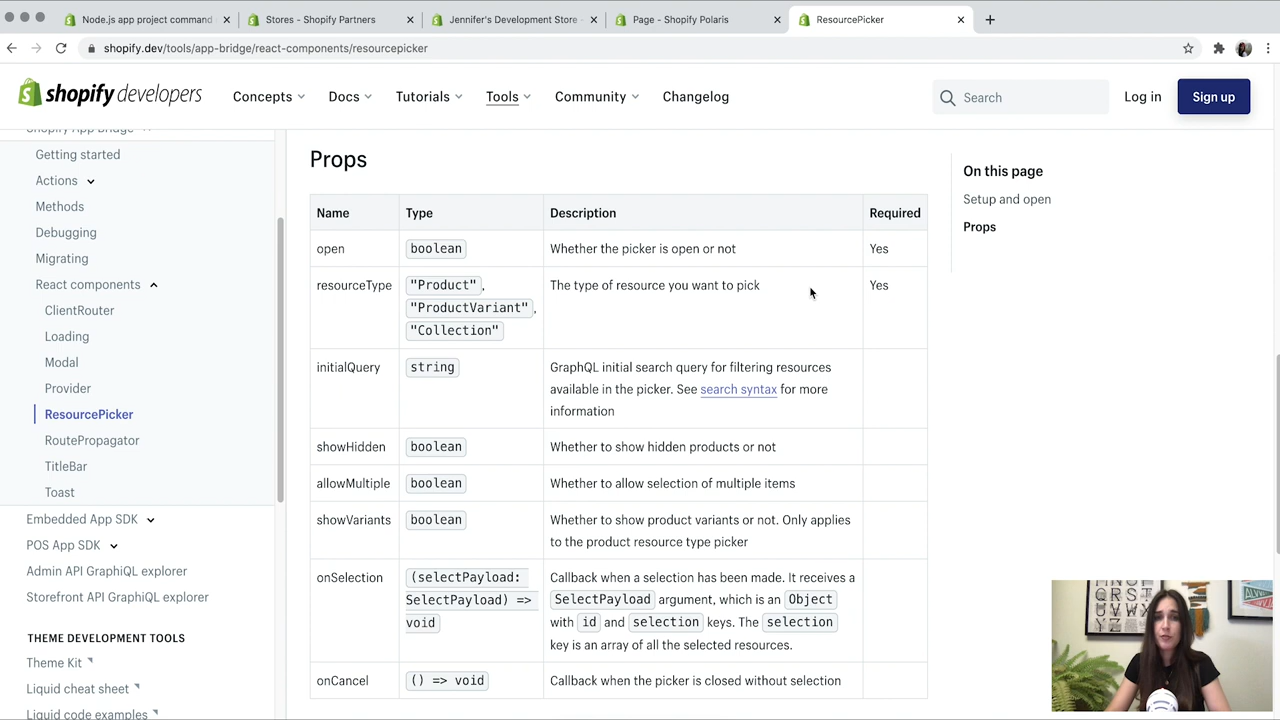 Node.js app project command
Stores - Shopify Partners
Jennifer's Development Store -
Page - Shopify Polaris
ResourcePicker
shopify.dev/tools/app-bridge/react-components/resourcepicker
shopify developers
Concepts
Docs
Tutorials
Tools
Community
Changelog
Search
Log in
Sign up
Shopify App Bridge
Getting started
Actions
Methods
Debugging
Migrating
React components
ClientRouter
Loading
Modal
Provider
ResourcePicker
RoutePropagator
TitleBar
Toast
Embedded App SDK
POS App SDK
Admin API GraphiQL explorer
Storefront API GraphiQL explorer
THEME DEVELOPMENT TOOLS
Theme Kit
Liquid cheat sheet
Liquid code examples
Props
Name Type Description Required
open boolean Whether the picker is open or not Yes
resourceType "Product", The type of resource you want to pick Yes
"ProductVariant",
"Collection"
initialQuery string GraphQL initial search query for filtering resources
available in the picker. See search syntax for more
information
showHidden boolean Whether to show hidden products or not
allowMultiple boolean Whether to allow selection of multiple items
showVariants boolean Whether to show product variants or not. Only applies
to the product resource type picker
onSelection (selectPayload: Callback when a selection has been made. It receives a
SelectPayload) => SelectPayload argument, which is an Object
void with id and selection keys. The selection
key is an array of all the selected resources.
onCancel () => void Callback when the picker is closed without selection
On this page
Setup and open
Props